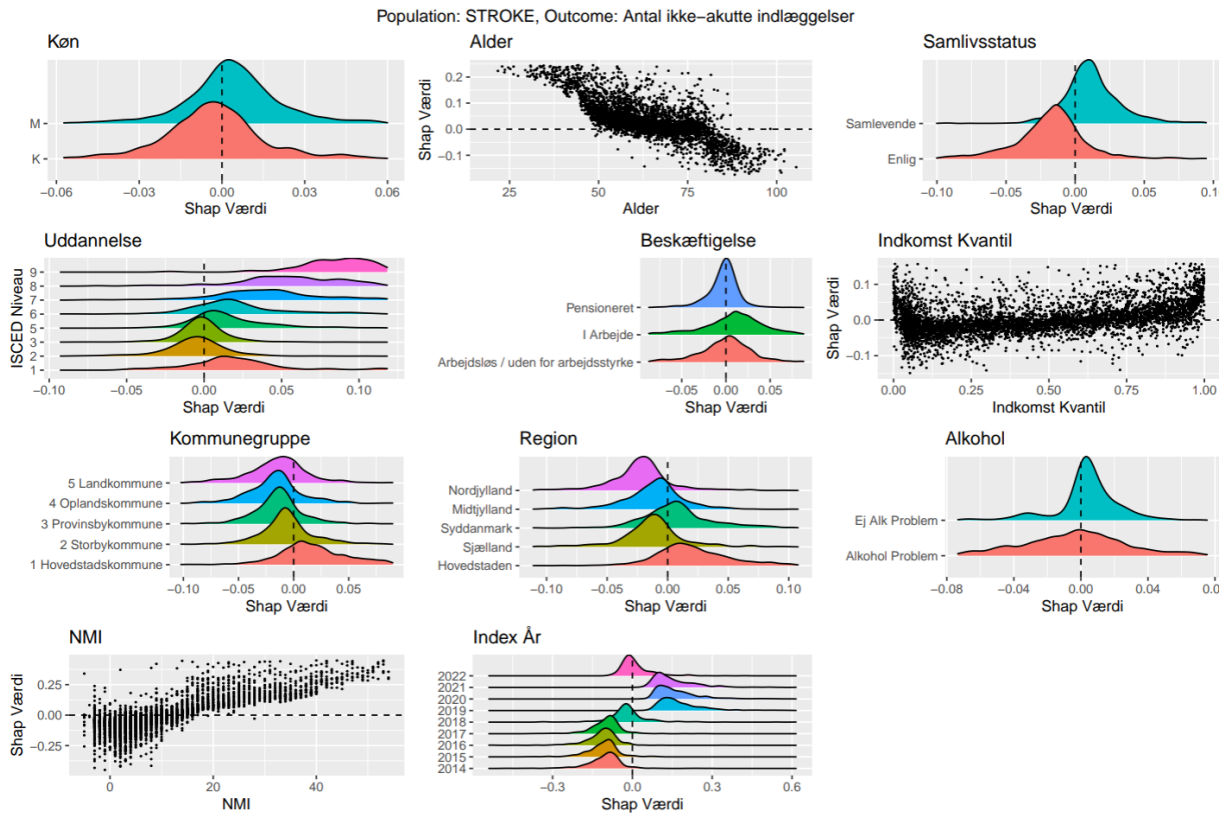 Population: STROKE, Outcome: Antal ikke−akutte indlæggelser
Køn
M
K
−0.06 −0.03 0.00 0.03 0.06
Shap Værdi
Alder
Shap Værdi
0.2
0.1
0.0
−0.1
25 50 75 100
Alder
Samlivsstatus
Samlevende
Enlig
−0.10 −0.05 0.00 0.05 0.1
Shap Værdi
Uddannelse
ISCED Niveau
9
8
7
6
5
3
2
1
−0.10 −0.05 0.00 0.05 0.10
Shap Værdi
Beskæftigelse
Pensioneret
I Arbejde
Arbejdsløs / uden for arbejdsstyrke
−0.05 0.00 0.05
Shap Værdi
Indkomst Kvantil
Shap Værdi
0.1
0.0
−0.1
0.00 0.25 0.50 0.75 1.00
Indkomst Kvantil
Kommunegruppe
5 Landkommune
4 Oplandskommune
3 Provinsbykommune
2 Storbykommune
1 Hovedstadskommune
−0.10 −0.05 0.00 0.05
Shap Værdi
Region
Nordjylland
Midtjylland
Syddanmark
Sjælland
Hovedstaden
−0.10 −0.05 0.00 0.05 0.10
Shap Værdi
Alkohol
Ej Alk Problem
Alkohol Problem
−0.08 −0.04 0.00 0.04 0.0
Shap Værdi
NMI
Shap Værdi
0.25
0.00
−0.25
0 20 40
NMI
Index År
2022
2021
2020
2019
2018
2017
2016
2015
2014
−0.3 0.0 0.3 0.6
Shap Værdi